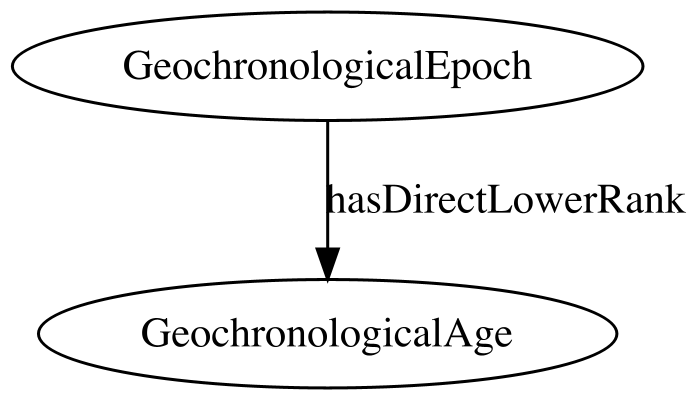 GeochronologicalEpoch
hasDirectLowerRank
GeochronologicalAge